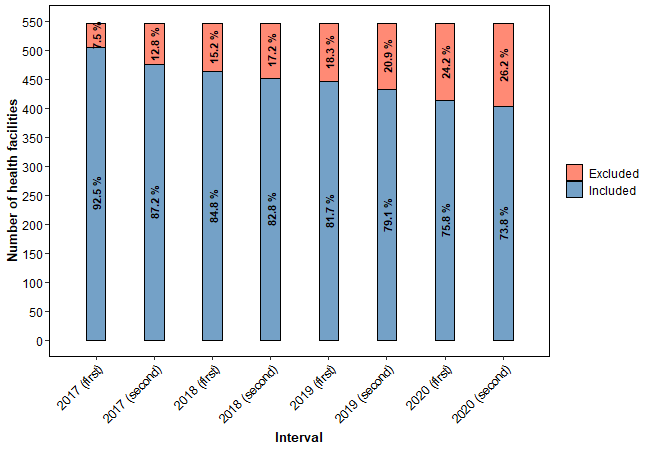 550
500
450
400
350
300
250
200
150
100
50
0
Number of health facilities
7.5 %
12.8 %
15.2 %
17.2 %
18.3 %
20.9 %
24.2 %
26.2 %
92.5 %
87.2 %
84.8 %
82.8 %
81.7 %
79.1 %
75.8 %
73.8 %
2017 (first)
2017 (second)
2018 (first)
2018 (second)
2019 (first)
2019 (second)
2020 (first)
2020 (second)
Interval
Excluded
Included